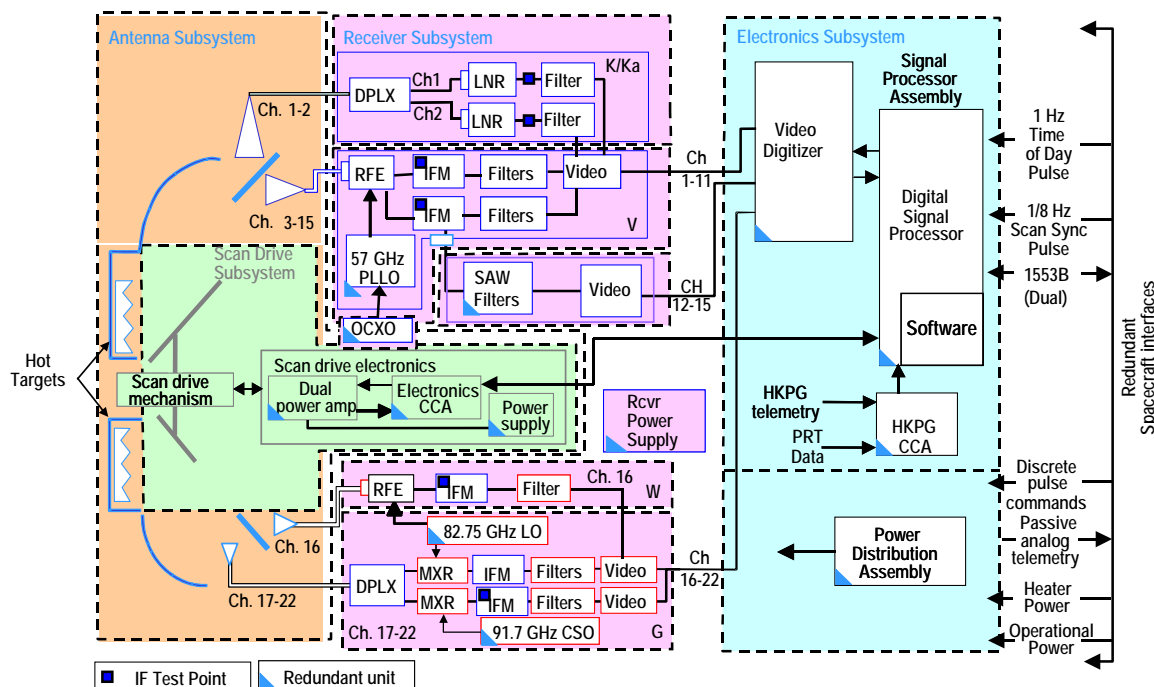 Antenna Subsystem
Ch. 1-2
Ch. 3-15
Receiver Subsystem
K/Ka
DPLX
Ch1
LNR
Filter
Ch2
LNR
Filter
RFE
IFM
Filters
Video
IFM
Filters
V
57 GHz
PLLO
SAW
Filters
Video
OCXO
Ch
1-11
CH
12-15
Electronics Subsystem
Signal
Processor
Assembly
Video
Digitizer
Digital
Signal
Processor
Software
HKPG
telemetry
PRT
Data
HKPG
CCA
1 Hz
Time
of Day
Pulse
1/8 Hz
Scan Sync
Pulse
1553B
(Dual)
Redundant
Spacecraft interfaces
Scan Drive
Subsystem
Hot
Targets
Scan drive
mechanism
Scan drive electronics
Dual
power amp
Electronics
CCA
Power
supply
Rcvr
Power
Supply
Ch. 16
Ch. 17-22
RFE
IFM
Filter
Ch. 16
W
82.75 GHz LO
DPLX
MXR
IFM
Filters
Video
MXR
IFM
Filters
Video
91.7 GHz CSO
Ch. 17-22
G
Ch
16-22
Power
Distribution
Assembly
Discrete
pulse
commands
Passive
analog
telemetry
Heater
Power
Operational
Power
IF Test Point
Redundant unit